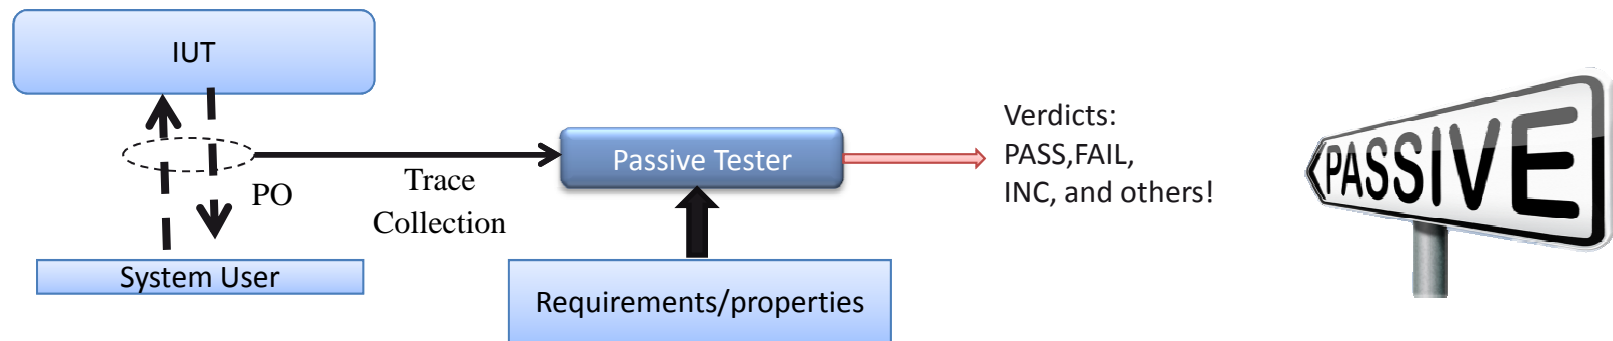 IUT
PO
System User
Trace
Collection
Passive Tester
Requirements/properties
Verdicts:
PASS,FAIL,
INC, and others!
PASSIVE